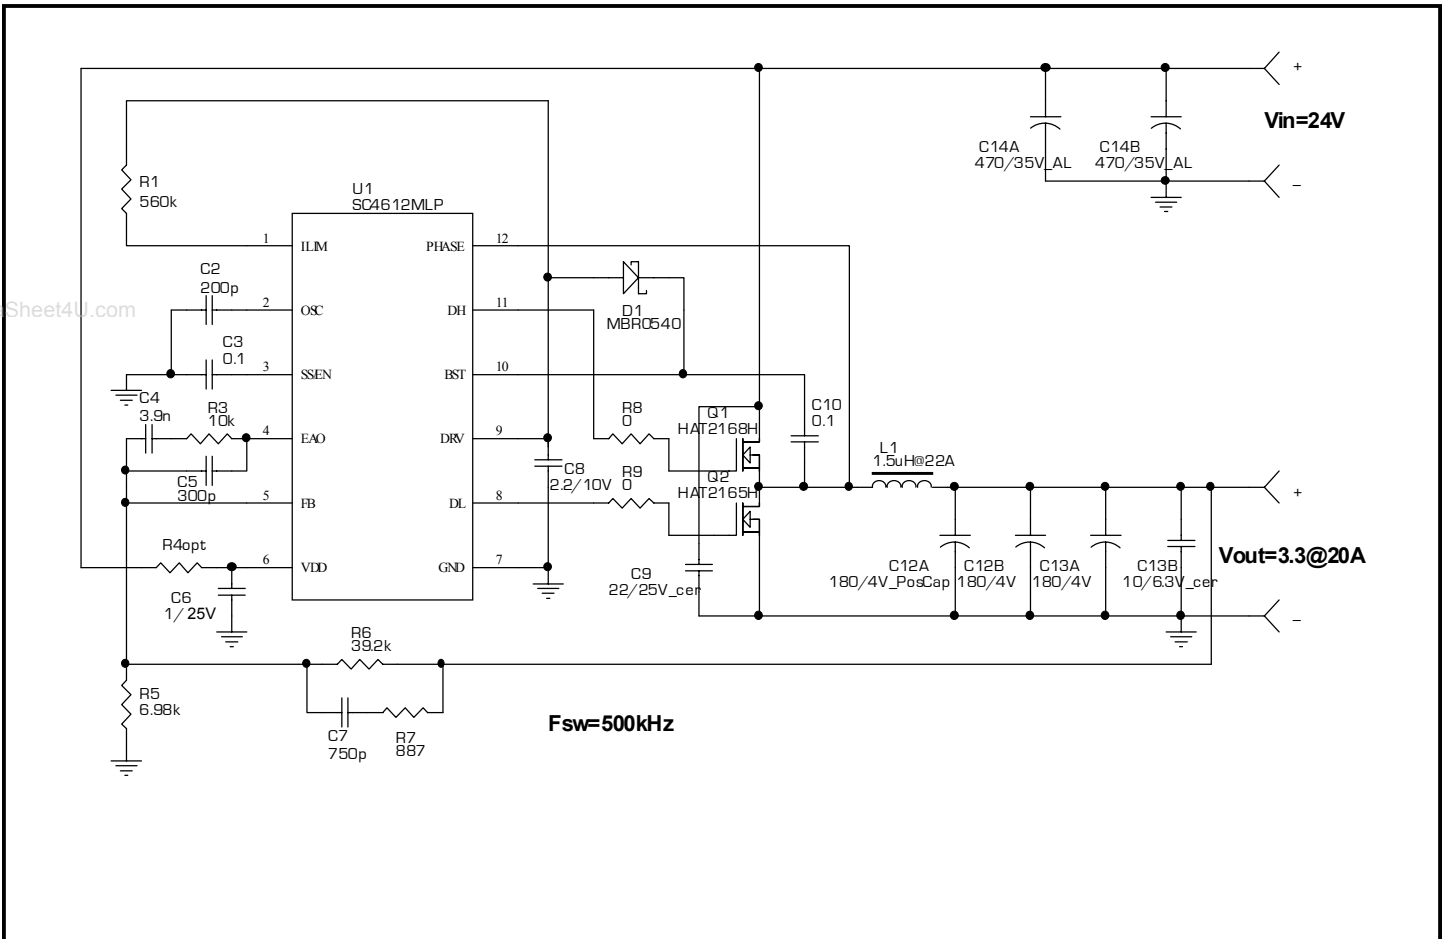 +
Vin=24V
C14A
470/35V_AL
C14B
470/35V_AL
–
R1
560k
U1
SC4612MLP
1
ILIM
PHASE
12
C2
200p
2
OSC
DH
11
D1
MBR0540
Sheet4U.com
C3
0.1
3
SS/EN
BST
10
C4
3.9n
R3
10k
4
EAO
DRV
9
R8
0
Q1
HAT2168H
C10
0.1
L1
1.5uH@22A
C5
300p
5
FB
DL
8
C8
2.2/10V
R9
0
Q2
HAT2165H
+
R4opt
6
VDD
GND
7
C6
1/25V
C9
22/25V_cer
C12A
180/4V_PosCap
C12B
180/4V
C13A
180/4V
C13B
10/6.3V_cer
Vout=3.3@20A
–
R6
39.2k
R5
6.98k
C7
750p
R7
887
Fsw=500kHz